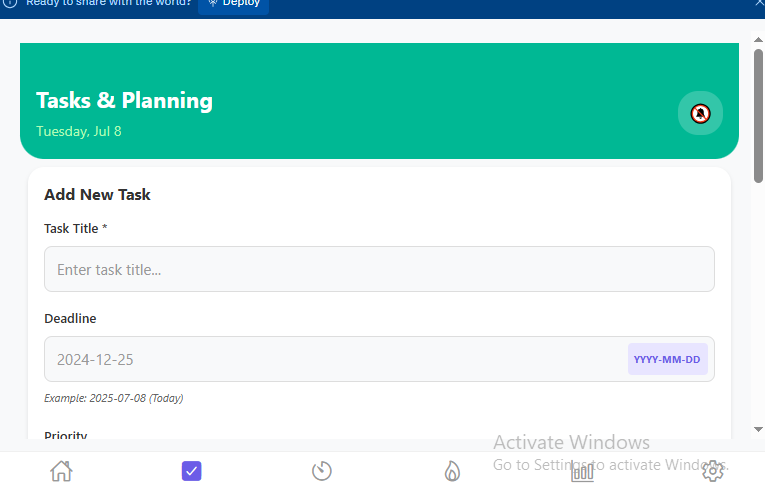 Ready to share with the world? Deploy
Tasks & Planning
Tuesday, Jul 8
Add New Task
Task Title *
Enter task title...
Deadline
2024-12-25 YYYY-MM-DD
Example: 2025-07-08 (Today)
Priority
Activate Windows
Go to Settings to activate Windows.